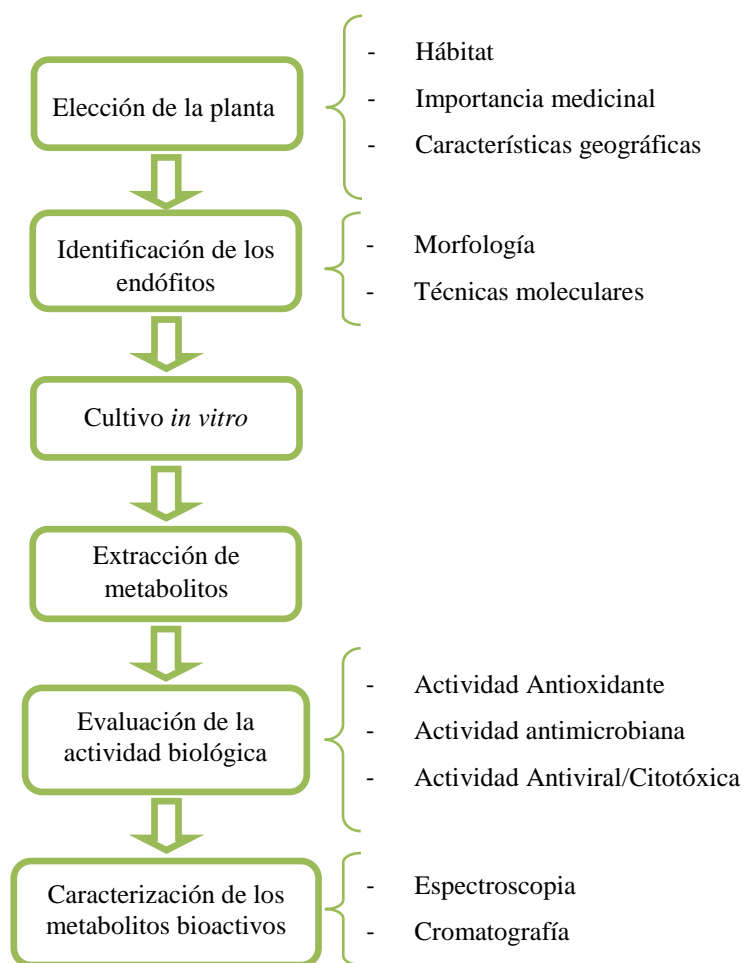 Elección de la planta
- Hábitat
- Importancia medicinal
- Características geográficas
Identificación de los
endófitos
- Morfología
- Técnicas moleculares
Cultivo in vitro
Extracción de
metabolitos
Evaluación de la
actividad biológica
- Actividad Antioxidante
- Actividad antimicrobiana
- Actividad Antiviral/Citotóxica
Caracterización de los
metabolitos bioactivos
- Espectroscopia
- Cromatografía